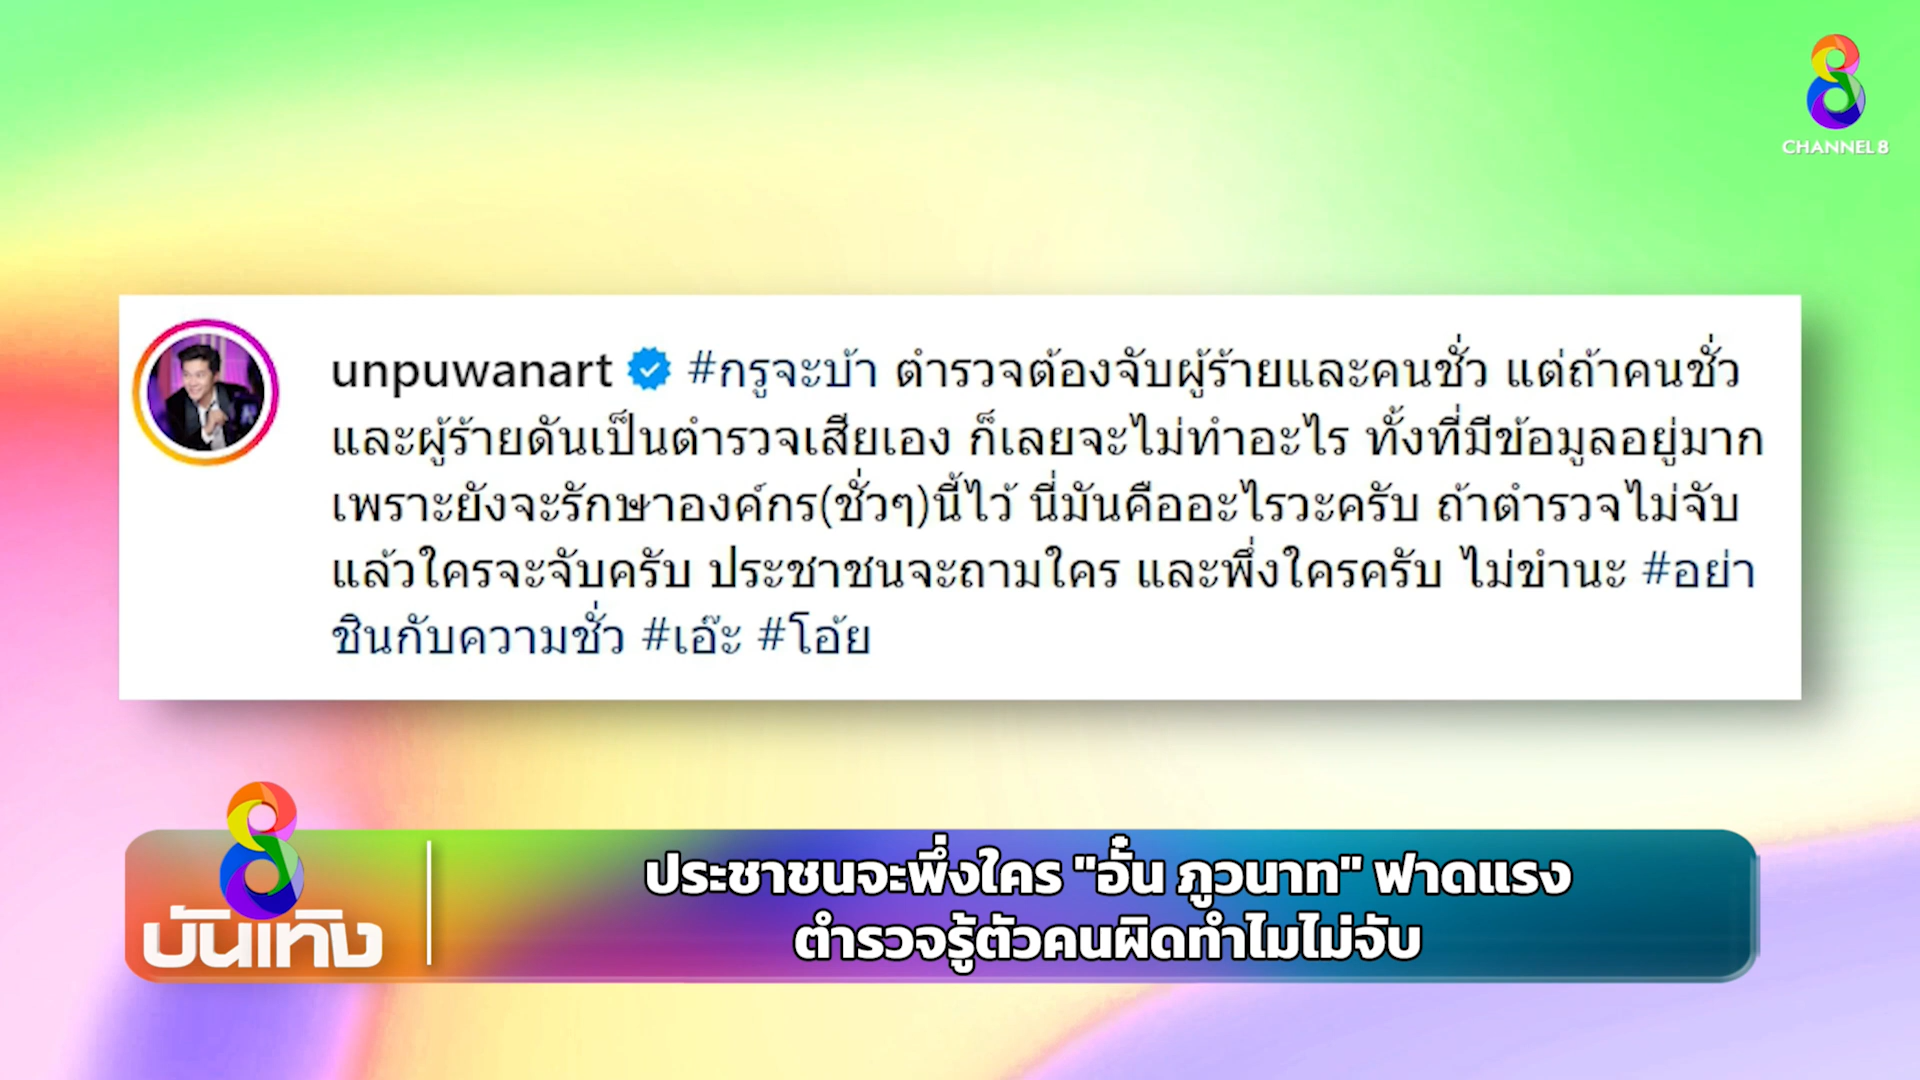 CHANNEL 8
unpuwanart #กรูจะบ้า ตำรวจต้องจับผู้ร้ายและคนชั่ว แต่ถ้าคนชั่ว
และผู้ร้ายดันเป็นตำรวจเสียเอง ก็เลยจะไม่ทำอะไร ทั้งที่มีข้อมูลอยู่มาก
เพราะยังจะรักษาองค์กร(ชั่วๆ)นี้ไว้ นี่มันคืออะไรวะครับ ถ้าตำรวจไม่จับ
แล้วใครจะจับครับ ประชาชนจะถามใคร และพึ่งใครครับ ไม่ขำนะ #อย่า
ชินกับความชั่ว #เอ๊ะ #โอ้ย
8
บันเทิง
ประชาชนจะพึ่งใคร "อั๋น ภูวนาท" ฟาดแรง
ตำรวจรู้ตัวคนผิดทำไมไม่จับ